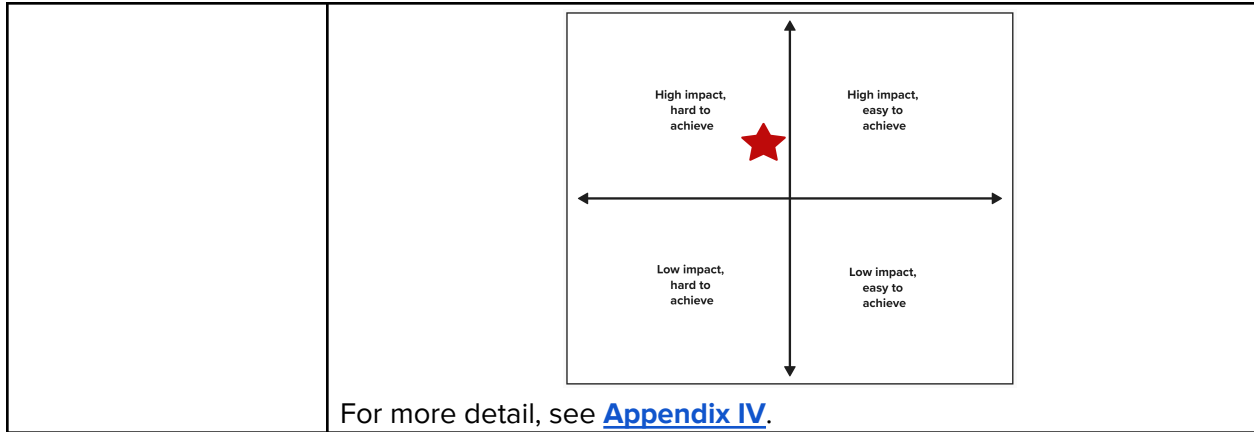 High impact,
hard to
achieve
High impact,
easy to
achieve
Low impact,
hard to
achieve
Low impact,
easy to
achieve
For more detail, see Appendix IV.